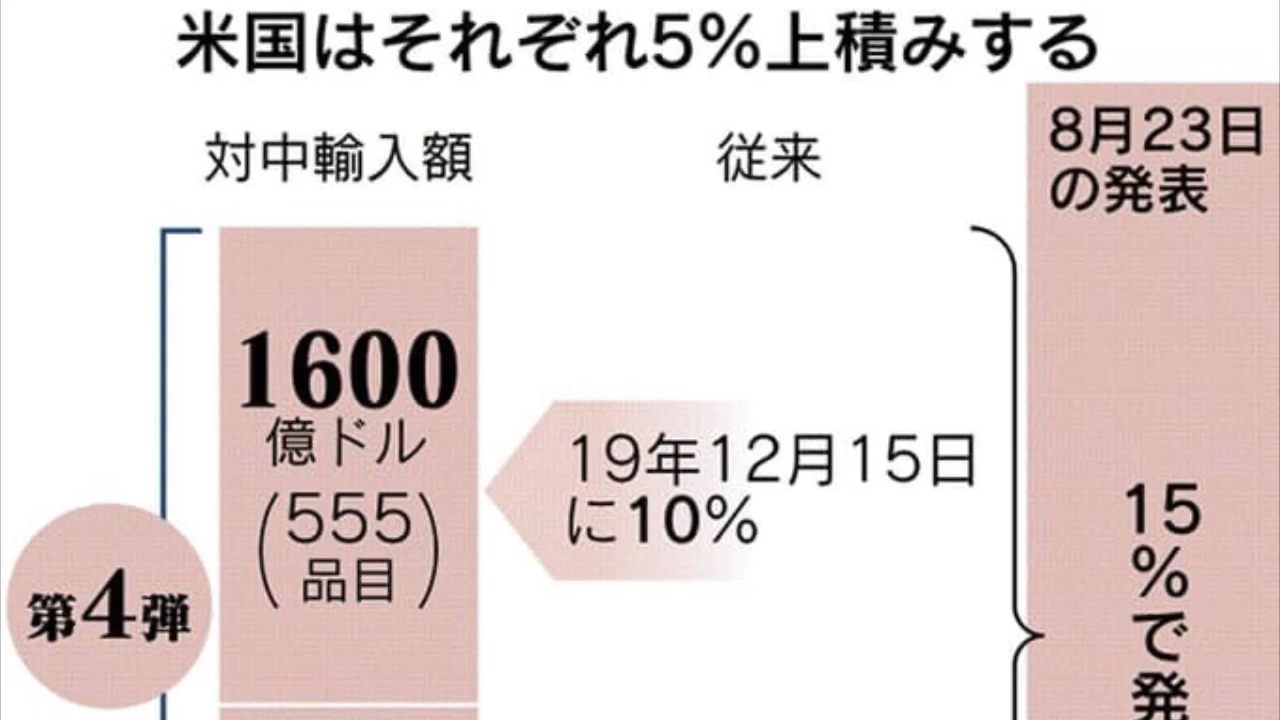 米国はそれぞれ5%上積みする
対中輸入額
従来
8月23日
の発表
1600
億ドル
(555
品目)
19年12月15日
に10%
第4弾
15
%
で
発